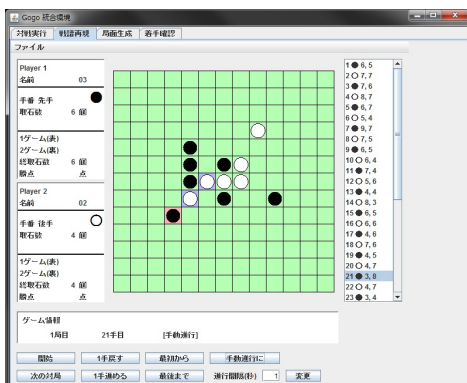 Gogo 統合環境
対戦実行 戦譜再現 局面生成 着手確認
ファイル
Player 1
名前 03
手番 先手
取石数 6 個
1ゲーム(表)
2ゲーム(裏)
総取石数 6 個
勝点 点
Player 2
名前 02
手番 後手
取石数 4 個
1ゲーム(表)
2ゲーム(裏)
総取石数 4 個
勝点 点
1 ● 6, 5
2 ○ 7, 7
3 ● 7, 6
4 ○ 8, 7
5 ● 6, 7
6 ○ 5, 4
7 ● 9, 7
8 ○ 7, 5
9 ● 6, 5
10 ○ 6, 4
11 ● 7, 4
12 ○ 5, 6
13 ● 4, 4
14 ○ 8, 3
15 ● 6, 5
16 ○ 6, 6
17 ● 4, 6
18 ○ 7, 6
19 ● 4, 5
20 ○ 4, 7
21 ● 3, 8
22 ○ 4, 7
23 ● 3, 4
ゲーム情報
1局目 21手目 [手動進行]
開始 1手戻す 最初から 手動進行に
次の対局 1手進める 最後まで 進行間隔(秒) 1 変更